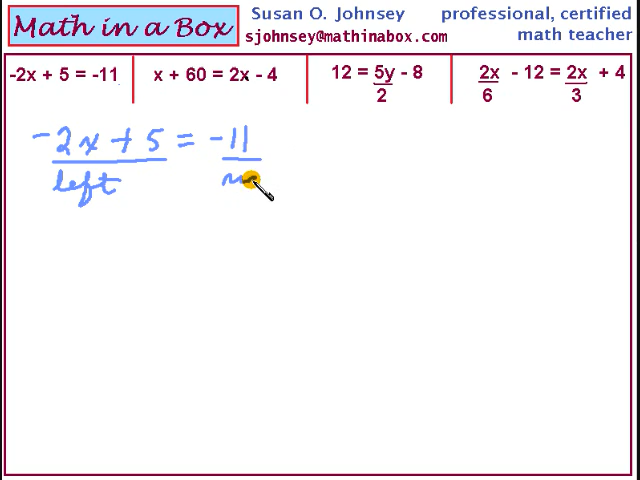 Math in a Box
Susan O. Johnsey professional, certified
sjohnsey@mathinabox.com math teacher
-2x + 5 = -11
x + 60 = 2x - 4
12 = 5y/2 - 8
2x/6 - 12 = 2x/3 + 4
-2x + 5 = -11
left